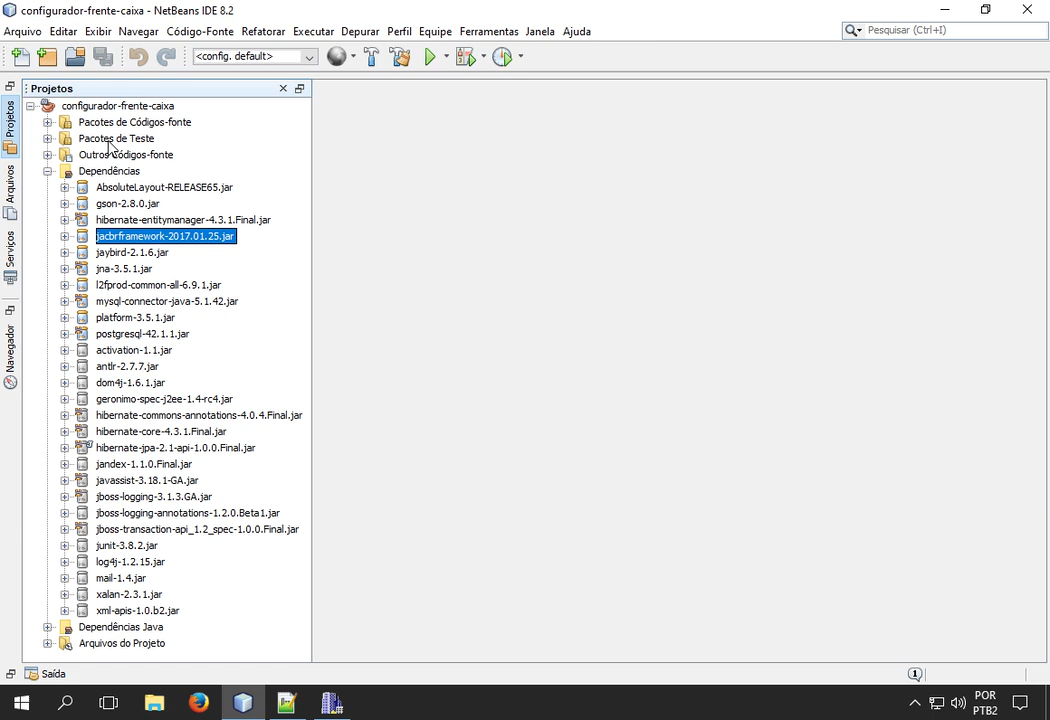 configurador-frente-caixa - NetBeans IDE 8.2
Arquivo Editar Exibir Navegar Código-Fonte Refatorar Executar Depurar Perfil Equipe Ferramentas Janela Ajuda
Pesquisar (Ctrl+I)
<config. default>
Projetos
Projetos
Arquivos
Serviços
Navegador
configurador-frente-caixa
Pacotes de Códigos-fonte
Pacotes de Teste
Outros Códigos-fonte
Dependências
AbsoluteLayout-RELEASE65.jar
gson-2.8.0.jar
hibernate-entitymanager-4.3.1.Final.jar
jacbrframework-2017.01.25.jar
jaybird-2.1.6.jar
jna-3.5.1.jar
l2fprod-common-all-6.9.1.jar
mysql-connector-java-5.1.42.jar
platform-3.5.1.jar
postgresql-42.1.1.jar
activation-1.1.jar
antlr-2.7.7.jar
dom4j-1.6.1.jar
geronimo-spec-j2ee-1.4-rc4.jar
hibernate-commons-annotations-4.0.4.Final.jar
hibernate-core-4.3.1.Final.jar
hibernate-jpa-2.1-api-1.0.0.Final.jar
jandex-1.1.0.Final.jar
javassist-3.18.1-GA.jar
jboss-logging-3.1.3.GA.jar
jboss-logging-annotations-1.2.0.Beta1.jar
jboss-transaction-api_1.2_spec-1.0.0.Final.jar
junit-3.8.2.jar
log4j-1.2.15.jar
mail-1.4.jar
xalan-2.3.1.jar
xml-apis-1.0.b2.jar
Dependências Java
Arquivos do Projeto
Saída
1
POR
PTB2